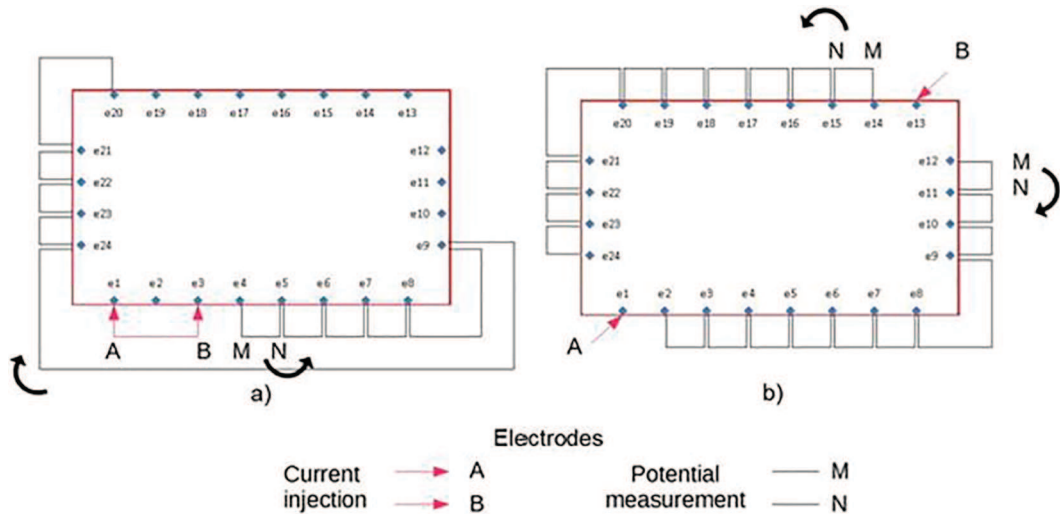 N M B
e20 e19 e18 e17 e16 e15 e14 e13
e21 e12
e22 e11
e23 e10
e24 e9
e1 e2 e3 e4 e5 e6 e7 e8
A B M N
a)
e20 e19 e18 e17 e16 e15 e14 e13
e21 e12 M
e22 e11 N
e23 e10
e24 e9
e1 e2 e3 e4 e5 e6 e7 e8
A
b)
Electrodes
Current injection
A
B
Potential measurement
M
N